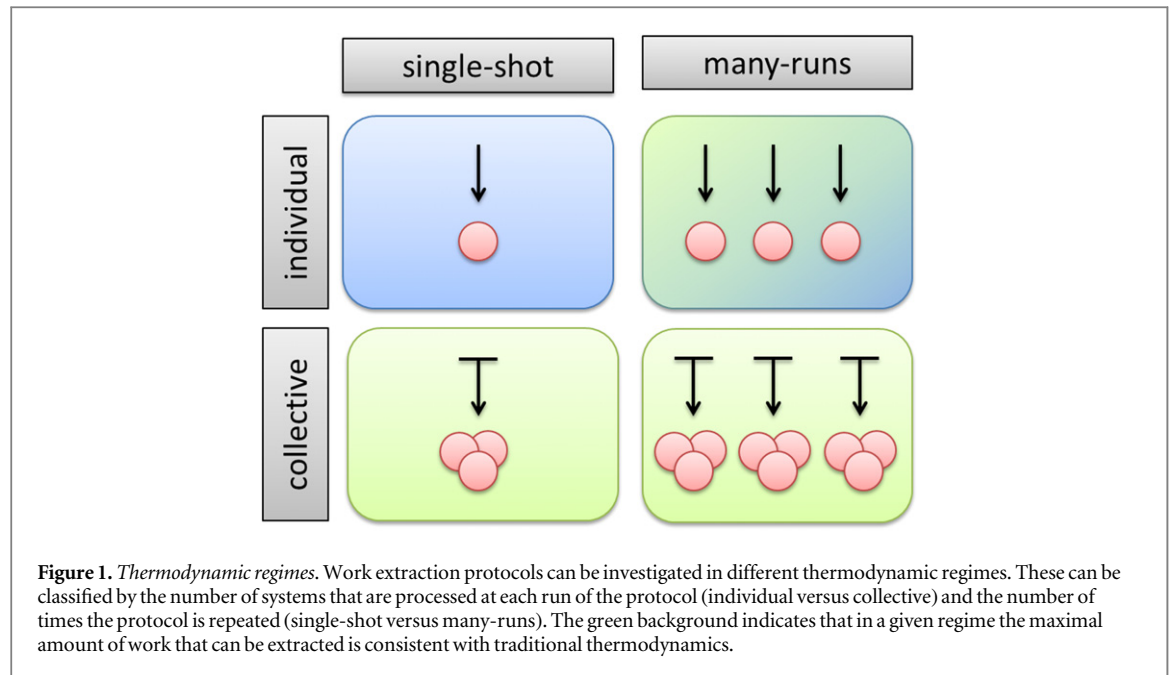 single-shot
many-runs
individual
collective
Figure 1. Thermodynamic regimes. Work extraction protocols can be investigated in different thermodynamic regimes. These can be
classified by the number of systems that are processed at each run of the protocol (individual versus collective) and the number of
times the protocol is repeated (single-shot versus many-runs). The green background indicates that in a given regime the maximal
amount of work that can be extracted is consistent with traditional thermodynamics.